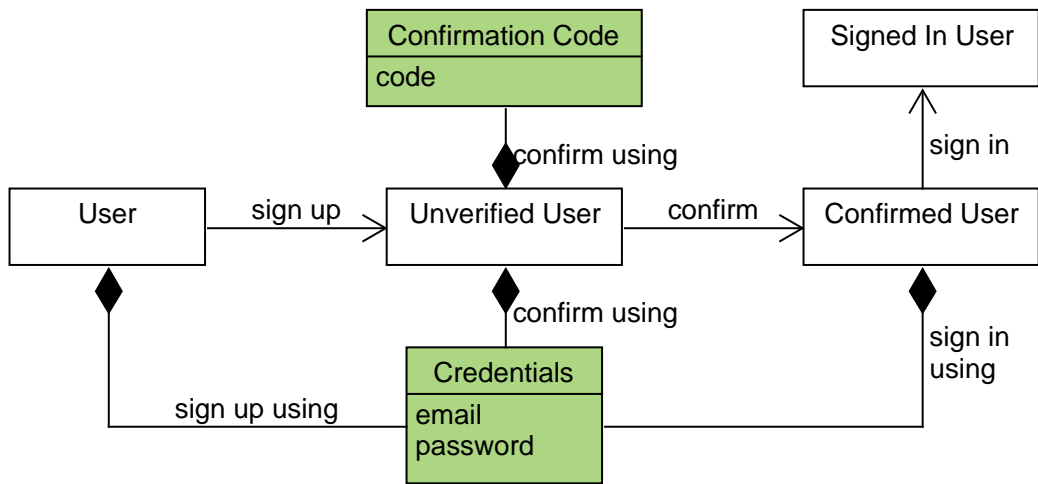 Confirmation Code
code
Signed In User
confirm using
sign in
User
sign up
Unverified User
confirm
Confirmed User
confirm using
sign in
using
Credentials
sign up using
email
password